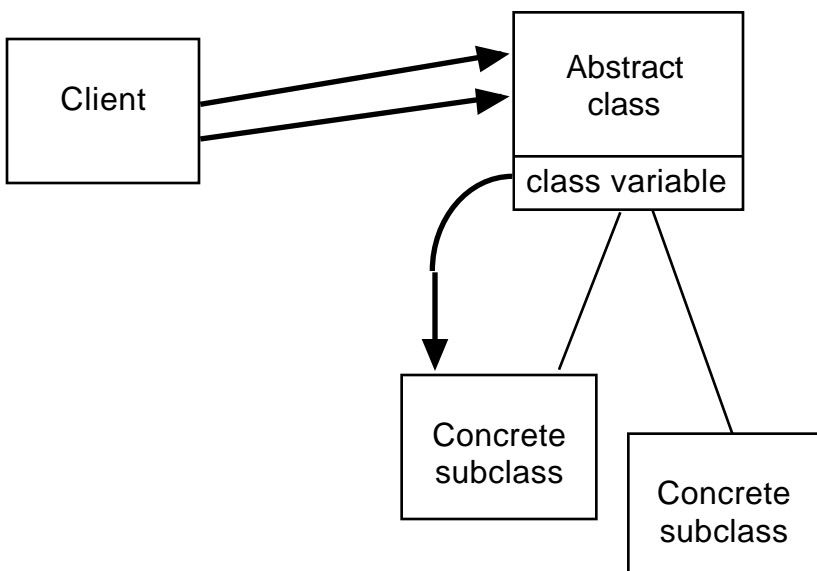 Client
Abstract
class
class variable
Concrete
subclass
Concrete
subclass